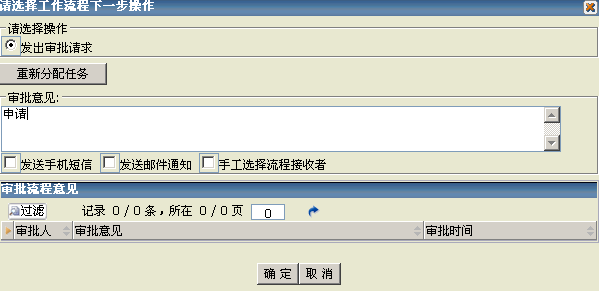 请选择工作流程下一步操作
请选择操作
发出审批请求
重新分配任务
审批意见:
申请
发送手机短信 发送邮件通知 手工选择流程接收者
审批流程意见
过滤 记录 0 / 0 条，所在 0 / 0 页 0
审批人 审批意见 审批时间
确 定 取 消